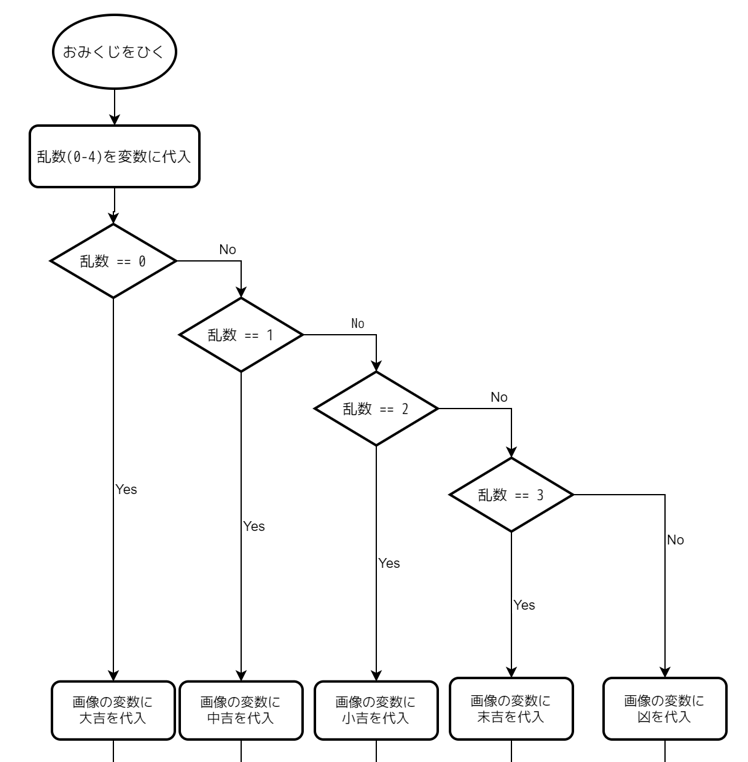 おみくじをひく
乱数(0-4)を変数に代入
乱数 == 0
No
乱数 == 1
No
乱数 == 2
No
乱数 == 3
Yes
Yes
No
Yes
Yes
画像の変数に
大吉を代入
画像の変数に
中吉を代入
画像の変数に
小吉を代入
画像の変数に
末吉を代入
画像の変数に
凶を代入